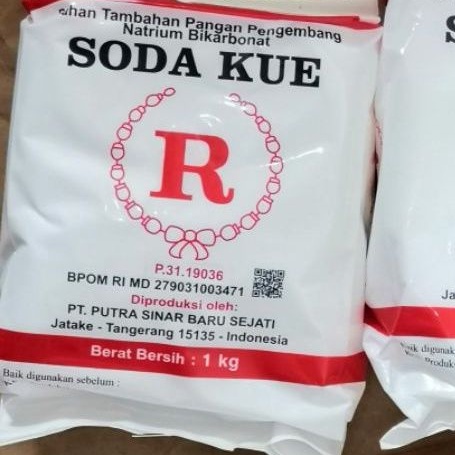 Tambahan Pangan Pengembang
Natrium Bikarbonat
SODA KUE
R
P.31.19036
BPOM RI MD 279031003471
Diproduksi oleh:
PT. PUTRA SINAR BARU SEJATI
Jatake - Tangerang 15135 - Indonesia
Berat Bersih : 1 kg
Baik digunakan sebelum :